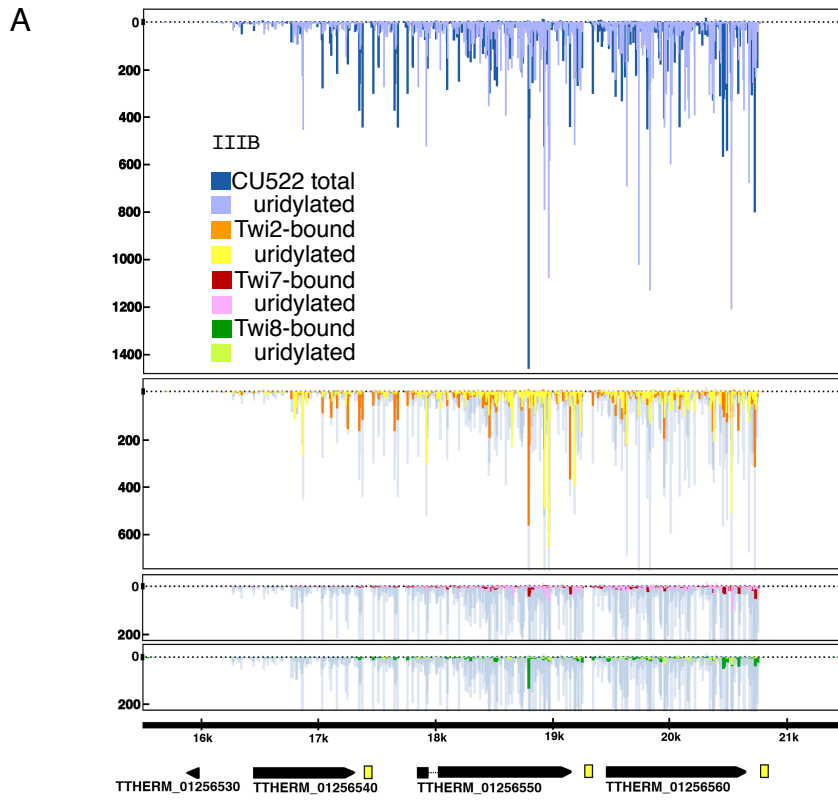 A
0
200
400
600
800
1000
1200
1400
IIIB
CU522 total
uridylated
Twi2-bound
uridylated
Twi7-bound
uridylated
Twi8-bound
uridylated
0
200
400
600
0
200
0
200
16k 17k 18k 19k 20k 21k
TTHERM_01256530 TTHERM_01256540 TTHERM_01256550 TTHERM_01256560